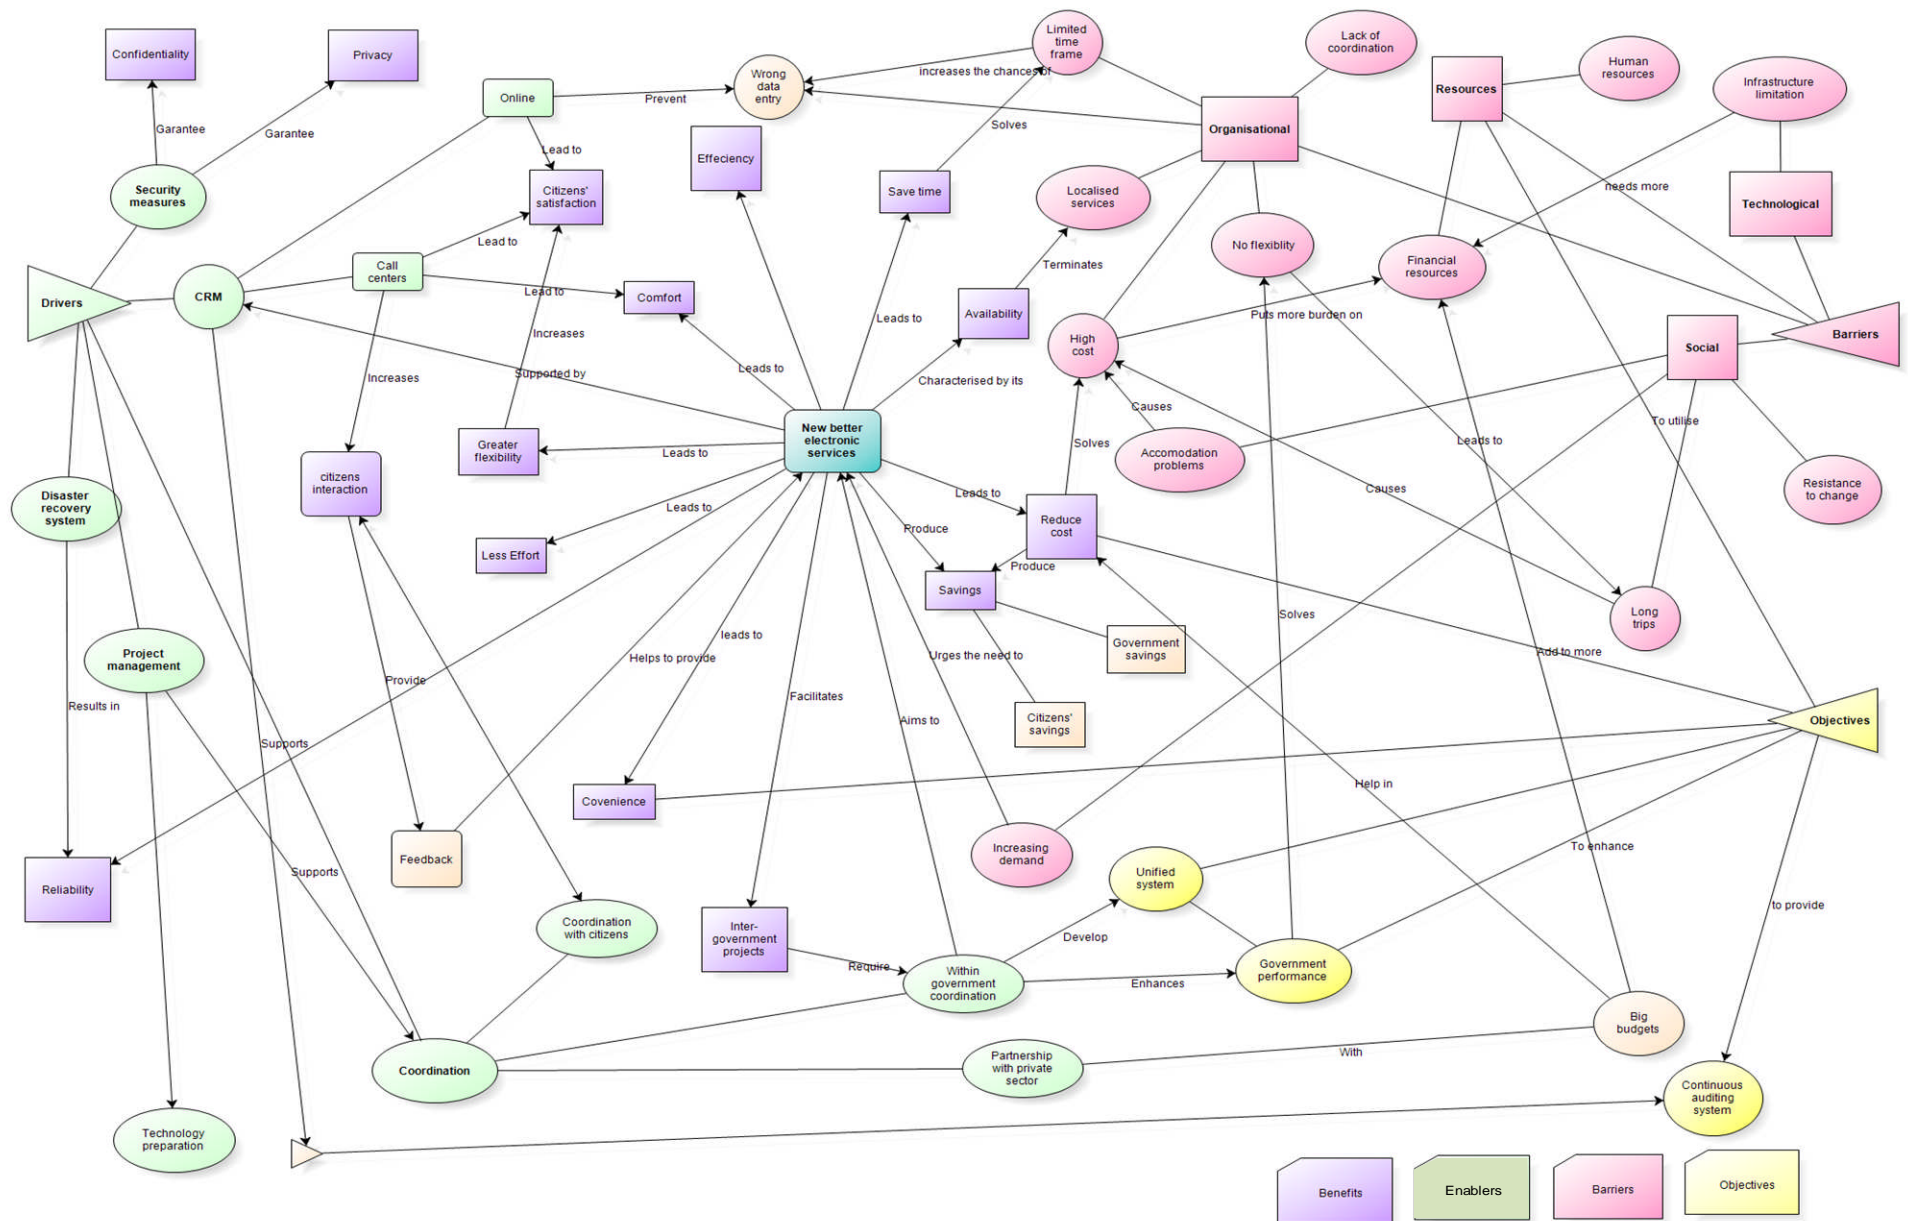 Confidentiality
Privacy
Limited
time
frame
Lack of
coordination
Human
resources
Infrastructure
limitation
Resources
Wrong
data
entry
increases the chances of
Online
Prevent
Garantee
Garantee
Solves
Organisational
Lead to
Effeciency
Security
measures
Citizens'
satisfaction
Save time
Localised
services
needs more
Technological
Lead to
No flexiblity
Financial
resources
Call
centers
Terminates
Drivers
CRM
Lead to
Comfort
Availability
Leads to
Puts more burden on
Increases
High
cost
Social
Barriers
Supported by
Leads to
Characterised by its
Increases
Causes
To utilise
New better
electronic
services
Greater
flexibility
Leads to
Solves
Accomodation
problems
Leads to
citizens
interaction
Leads to
Causes
Resistance
to change
Disaster
recovery
system
Leads to
Produce
Reduce
cost
Less Effort
Produce
Savings
Solves
Long
trips
leads to
Project
management
Helps to provide
Urges the need to
Government
savings
Add to more
Provide
Facilitates
Results in
Aims to
Citizens'
savings
Objectives
Supports
Covenience
Help in
Feedback
Increasing
demand
To enhance
Supports
Unified
system
Reliability
to provide
Coordination
with citizens
Inter-
government
projects
Develop
Require
Within
government
coordination
Enhances
Government
performance
Big
budgets
Coordination
Partnership
with private
sector
With
Continuous
auditing
system
Technology
preparation
Benefits
Enablers
Barriers
Objectives